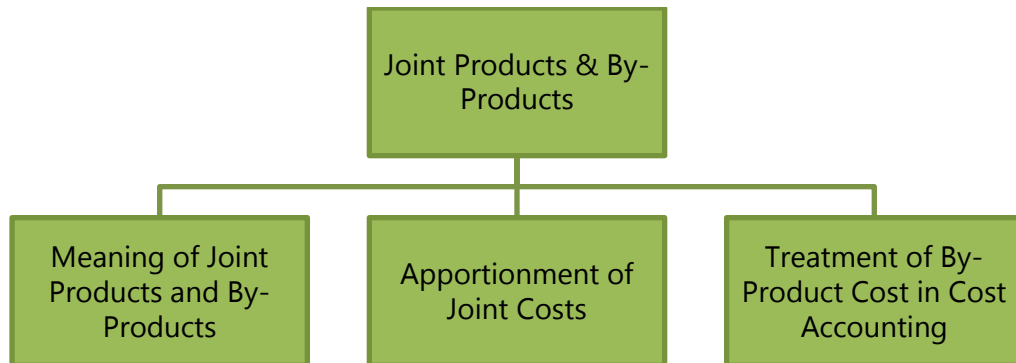 Joint Products & By-
Products
Meaning of Joint
Products and By-
Products
Apportionment of
Joint Costs
Treatment of By-
Product Cost in Cost
Accounting